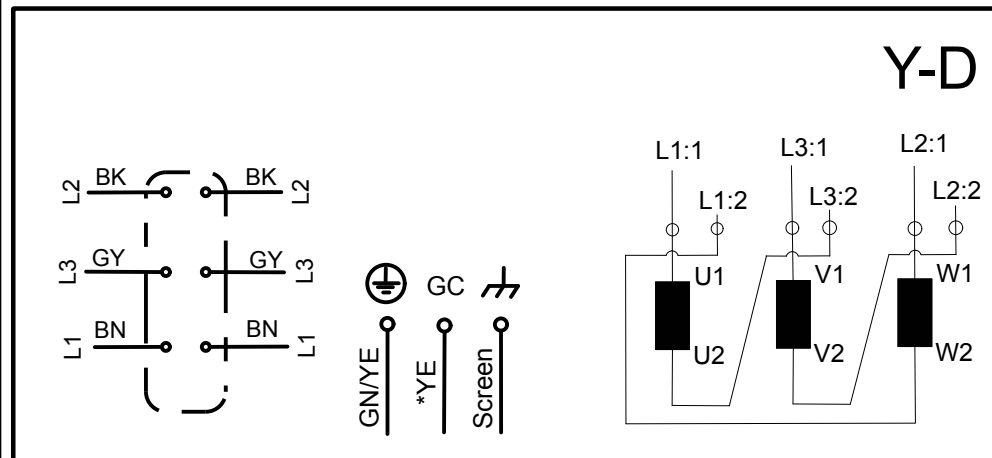 Y-D
L2 BK BK L2
L3 GY GY L3
L1 BN BN L1
GC
GN/YE *YE Screen
L1:1 L3:1 L2:1
L1:2 L3:2 L2:2
U1 V1 W1
U2 V2 W2